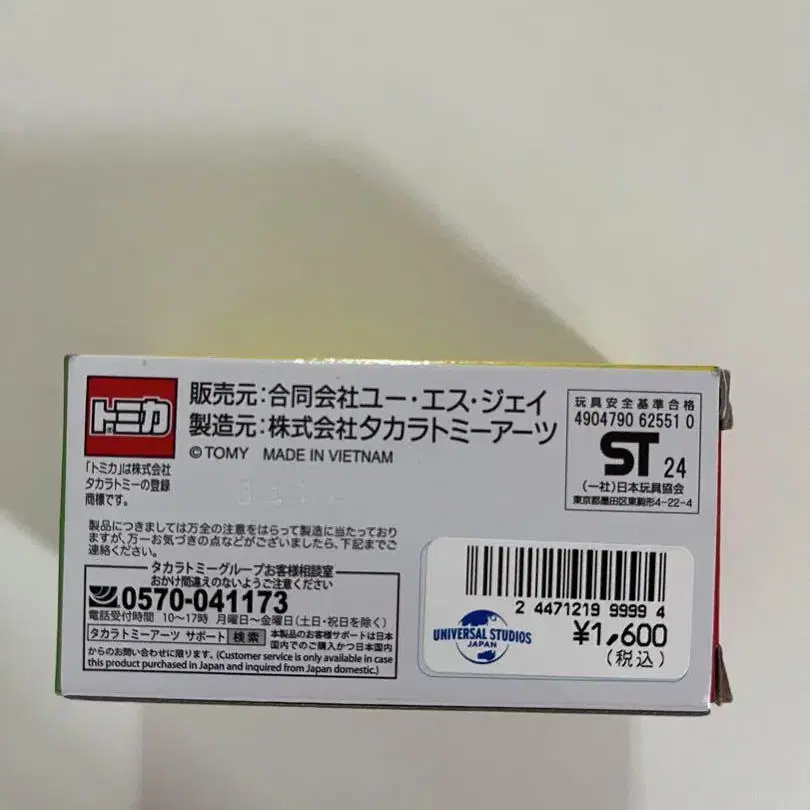 トミカ
販売元:合同会社ユー・エス・ジェイ
製造元:株式会社タカラトミーアーツ
©TOMY MADE IN VIETNAM
「トミカ」は株式会社
タカラトミーの登録
商標です。
玩具安全基準合格
4904790 62551 0
ST 24
(一社)日本玩具協会
東京都墨田区東駒形4-22-4
製品につきましては万全の注意をはらって製造に当たっており
ますが、万一お気づきの点などがございましたら、下記までご
連絡ください。
タカラトミーグループお客様相談室
おかけ間違えのないようご注意ください
0570-041173
電話受付時間 10〜17時 月曜日〜金曜日(土・日・祝日を除く)
タカラトミーアーツ サポート 検索 本製品のお客様サポートは日本
国内でのご購入かつ日本国内
からのお問い合わせに限ります。(Customer service is only available in case
this product purchased in Japan and inquired from Japan domestic.)
2 4471219 9999 4
UNIVERSAL STUDIOS
JAPAN
¥1,600
(税込)